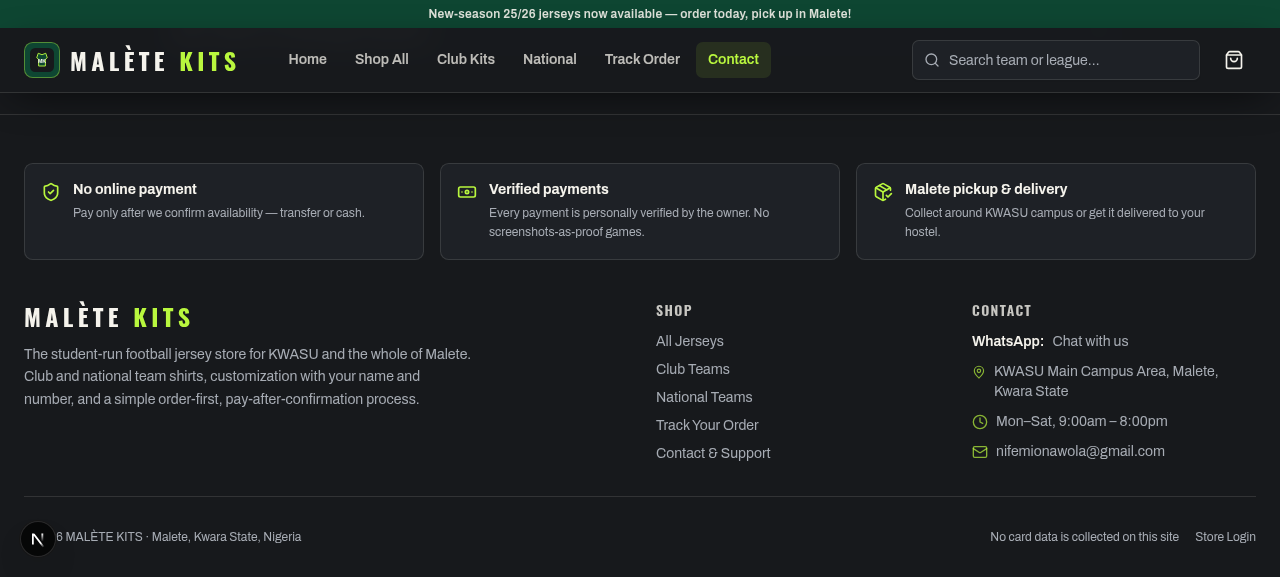 New-season 25/26 jerseys now available — order today, pick up in Malete!
MALÈTE KITS
Home
Shop All
Club Kits
National
Track Order
Contact
Search team or league...
No online payment
Pay only after we confirm availability — transfer or cash.
Verified payments
Every payment is personally verified by the owner. No
screenshots-as-proof games.
Malete pickup & delivery
Collect around KWASU campus or get it delivered to your
hostel.
MALÈTE KITS
The student-run football jersey store for KWASU and the whole of Malete.
Club and national team shirts, customization with your name and
number, and a simple order-first, pay-after-confirmation process.
SHOP
All Jerseys
Club Teams
National Teams
Track Your Order
Contact & Support
CONTACT
WhatsApp: Chat with us
KWASU Main Campus Area, Malete,
Kwara State
Mon–Sat, 9:00am – 8:00pm
nifemionawola@gmail.com
N
6 MALÈTE KITS · Malete, Kwara State, Nigeria
No card data is collected on this site
Store Login